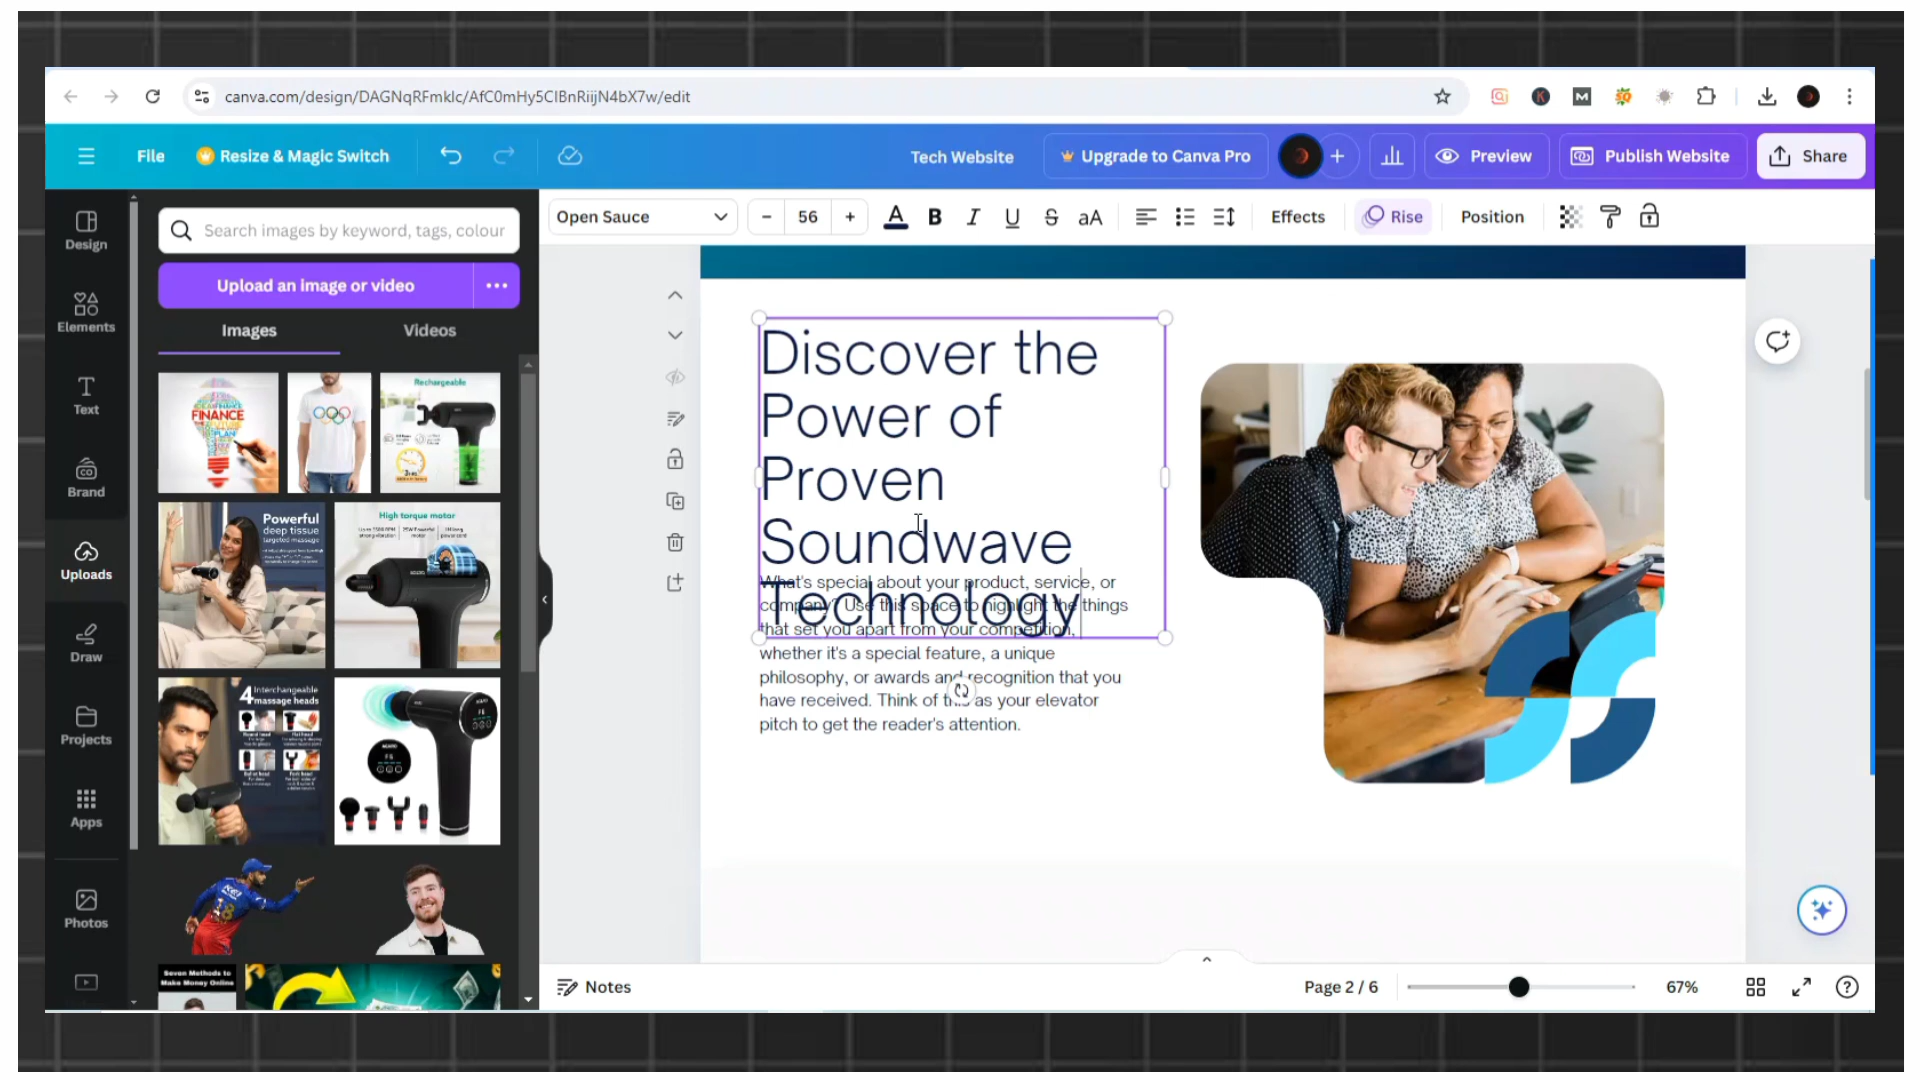 canva.com/design/DAGNqRFmklc/AfC0mHy5ClBnRiijN4bX7w/edit
File
Resize & Magic Switch
Tech Website
Upgrade to Canva Pro
Preview
Publish Website
Share
Design
Elements
Text
Brand
Uploads
Draw
Projects
Apps
Photos
Search images by keyword, tags, colour
Upload an image or video
Images
Videos
FINANCE
PLAN
Rechargeable
Powerful
deep tissue
targeted massage
High torque motor
4 Interchangeable
massage heads
Seven Methods to
Make Money Online
Open Sauce
56
A B I U S aA
Effects
Rise
Position
Discover the
Power of
Proven
Soundwave
Technology
What's special about your product, service, or
company? Use this space to highlight the things
that set you apart from your competition,
whether it's a special feature, a unique
philosophy, or awards and recognition that you
have received. Think of this as your elevator
pitch to get the reader's attention.
Notes
Page 2 / 6
67%